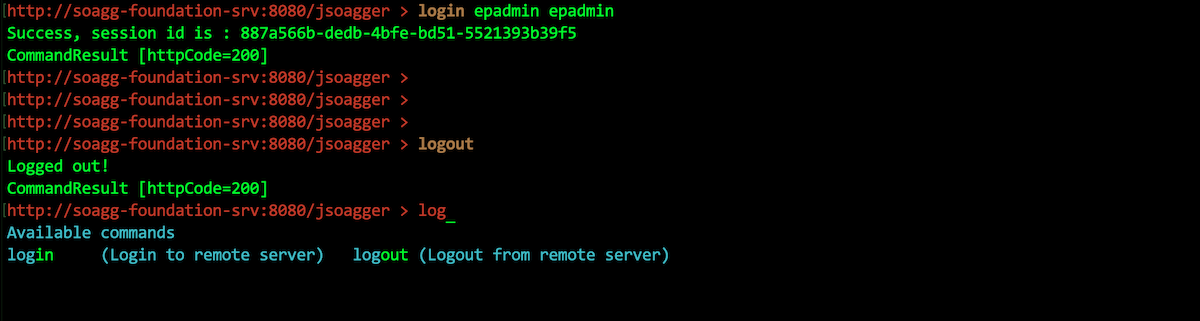 [http://soagg-foundation-srv:8080/jsoagger > login epadmin epadmin
Success, session id is : 887a566b-dedb-4bfe-bd51-5521393b39f5
CommandResult [httpCode=200]
[http://soagg-foundation-srv:8080/jsoagger >
[http://soagg-foundation-srv:8080/jsoagger >
[http://soagg-foundation-srv:8080/jsoagger >
[http://soagg-foundation-srv:8080/jsoagger > logout
Logged out!
CommandResult [httpCode=200]
[http://soagg-foundation-srv:8080/jsoagger > log_
Available commands
login     (Login to remote server)   logout (Logout from remote server)